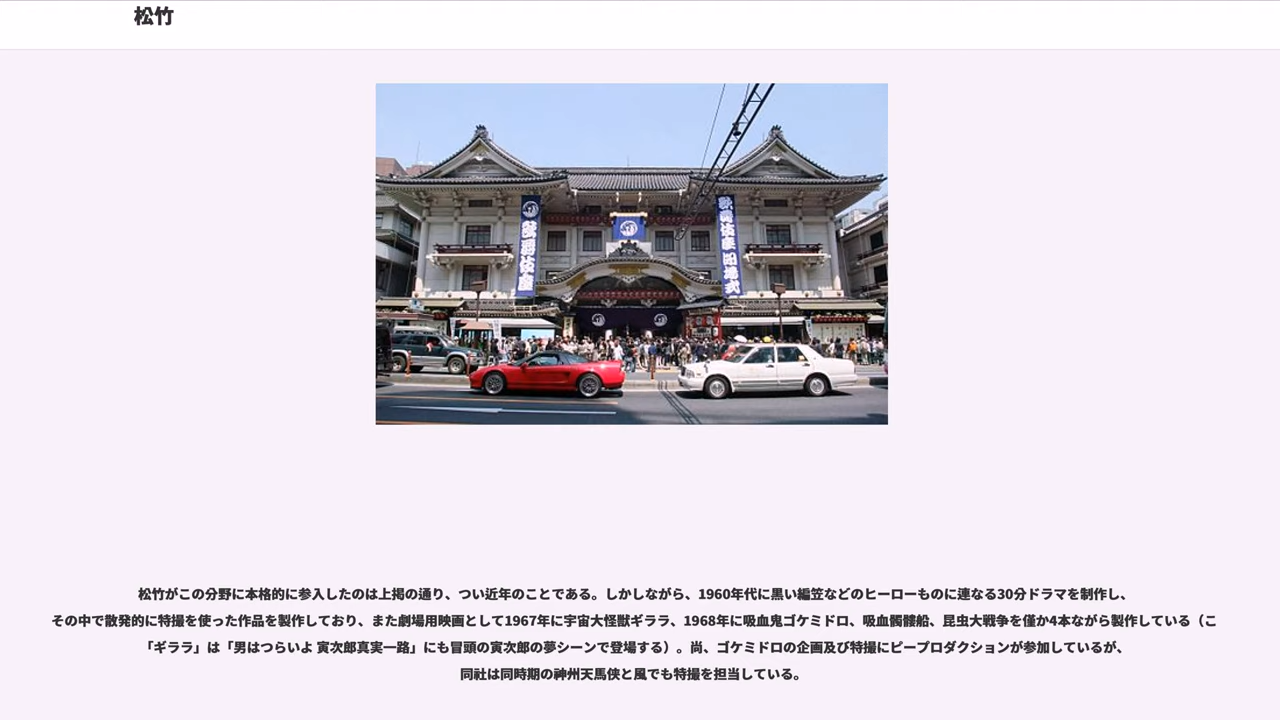 松竹
歌舞伎座
松竹がこの分野に本格的に参入したのは上掲の通り、つい近年のことである。しかしながら、1960年代に黒い編笠などのヒーローものに連なる30分ドラマを制作し、
その中で散発的に特撮を使った作品を製作しており、また劇場用映画として1967年に宇宙大怪獣ギララ、1968年に吸血鬼ゴケミドロ、吸血髑髏船、昆虫大戦争を僅か4本ながら製作している（こ
「ギララ」は「男はつらいよ 寅次郎真実一路」にも冒頭の寅次郎の夢シーンで登場する）。尚、ゴケミドロの企画及び特撮にピープロダクションが参加しているが、
同社は同時期の神州天馬侠と風でも特撮を担当している。